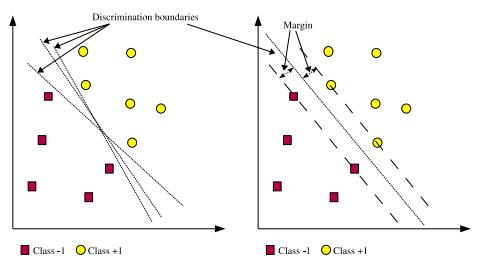 Discrimination boundaries
Margin
Class -1 Class +1
Class -1 Class +1